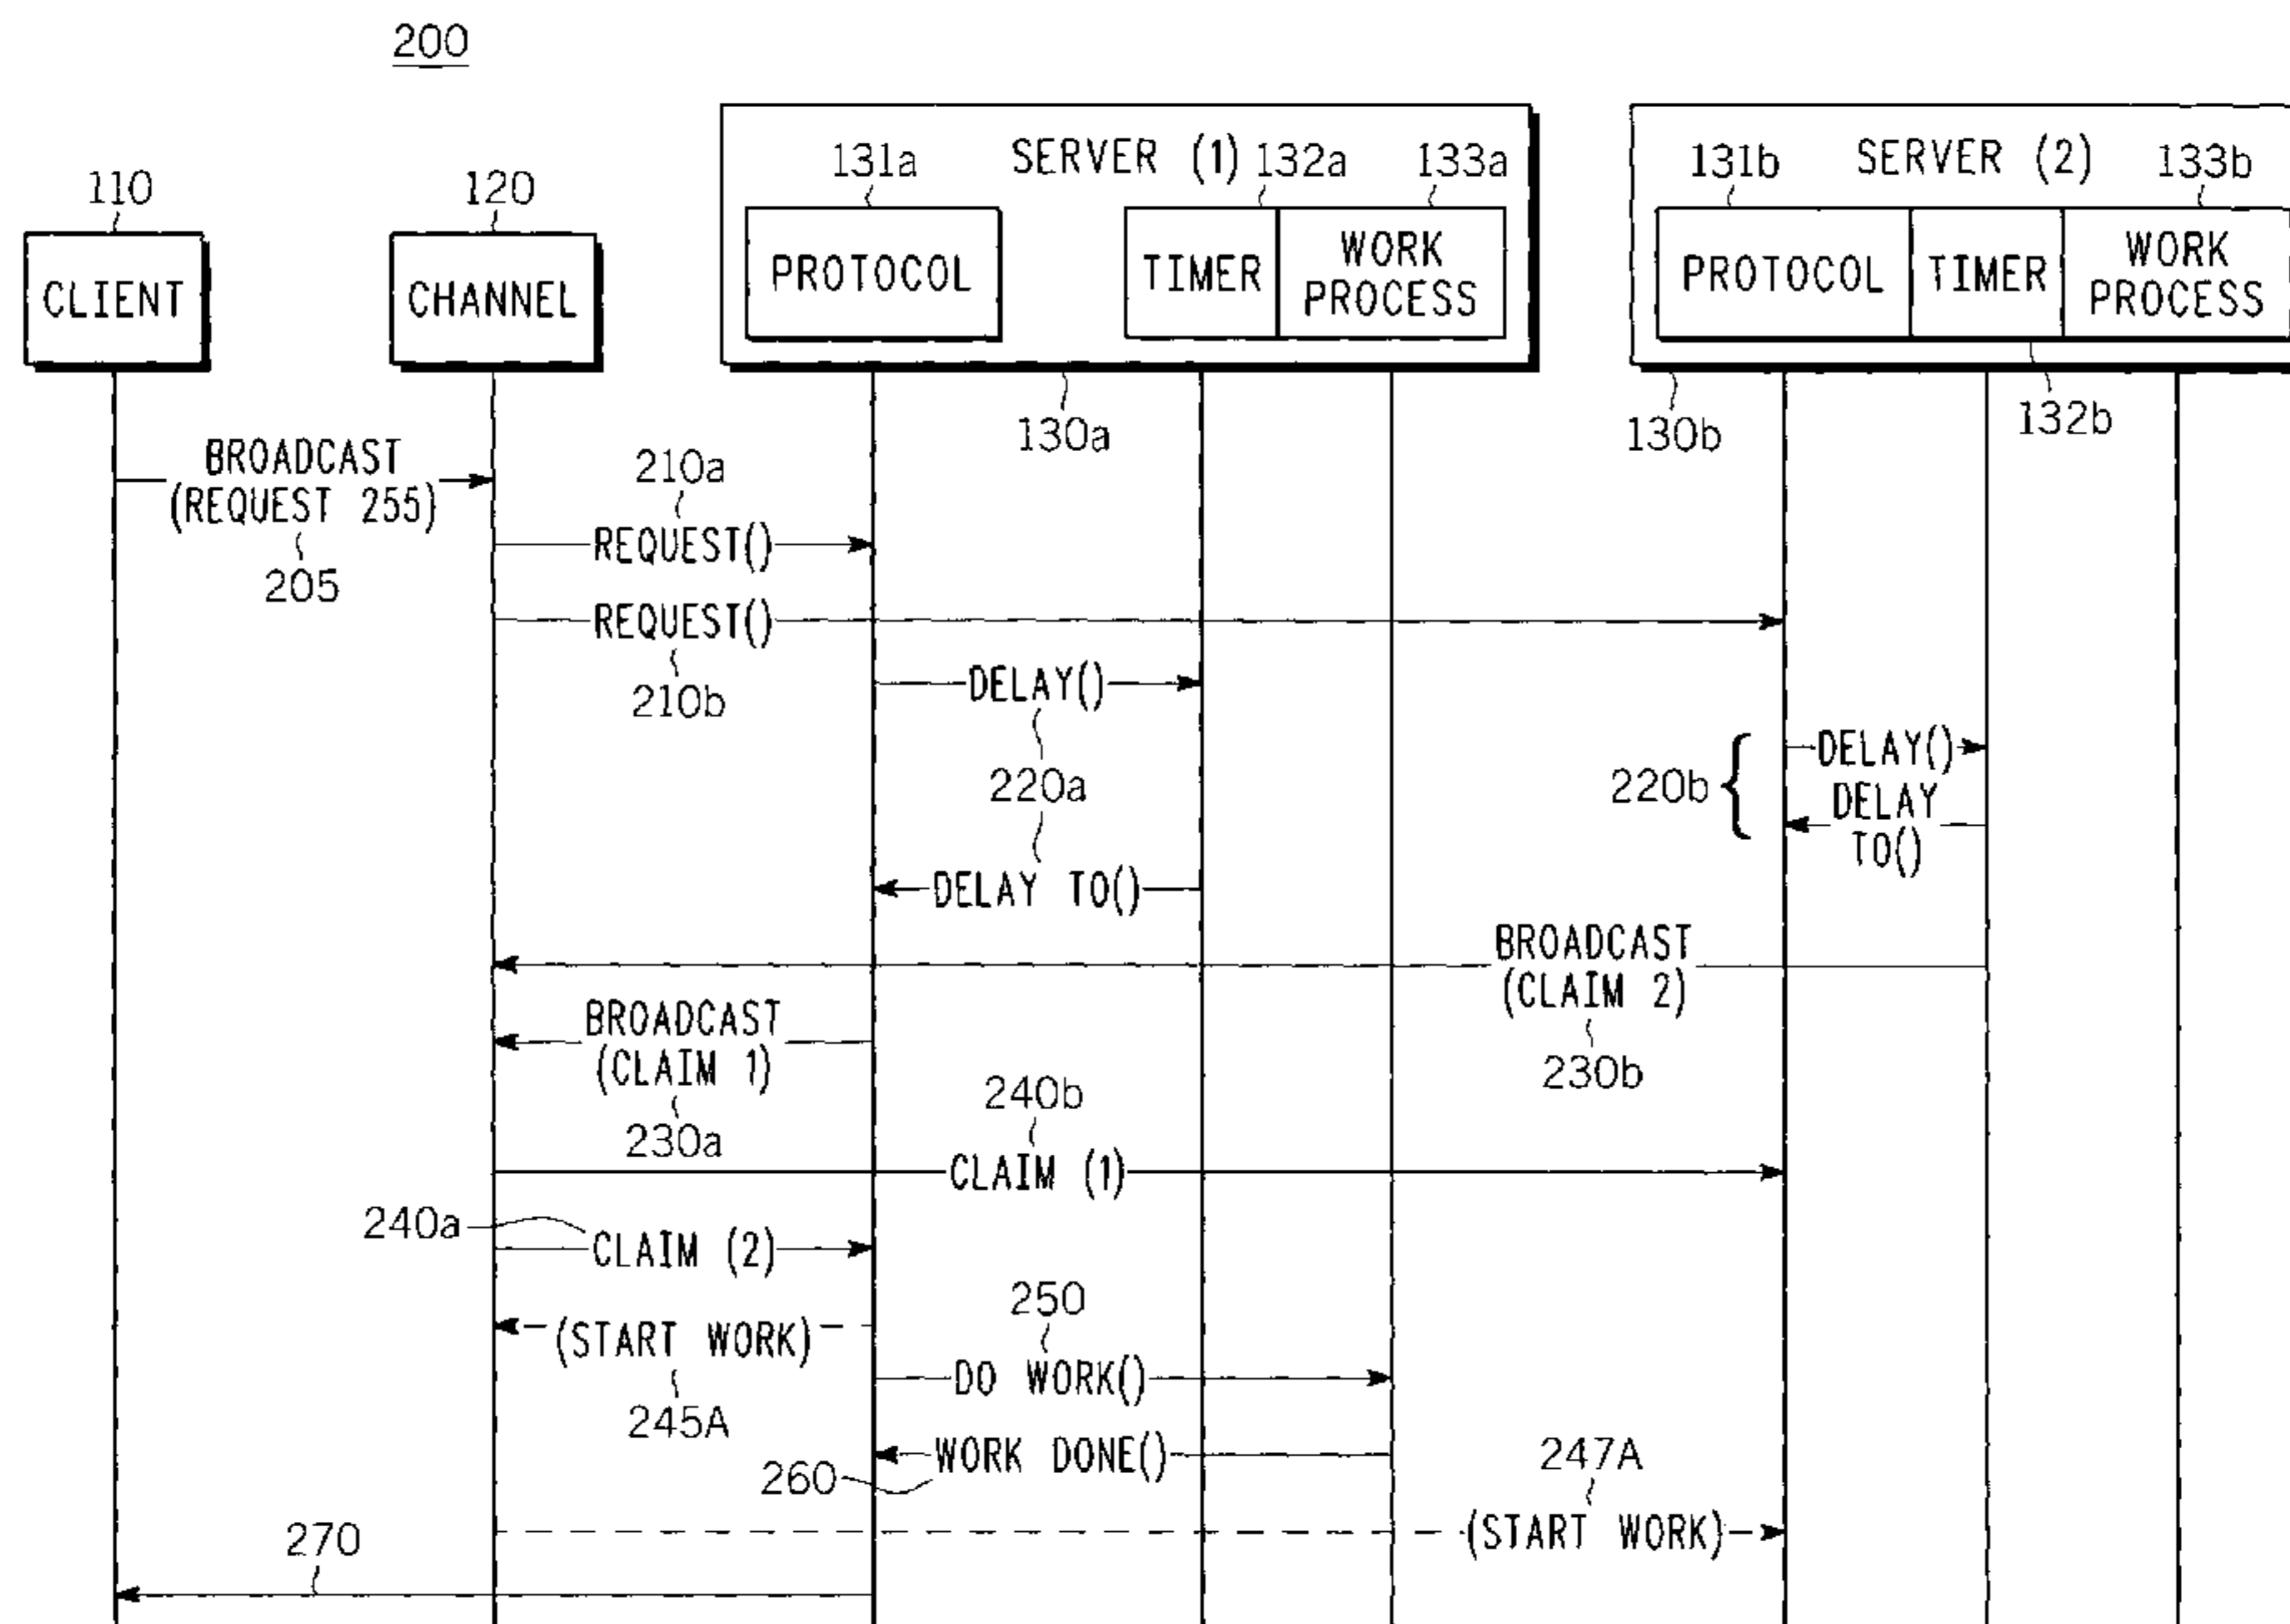 200
SERVER (1)
SERVER (2)
110
120
131a
132a
133a
131b
133b
CLIENT
CHANNEL
PROTOCOL
TIMER
WORK
PROCESS
PROTOCOL
TIMER
WORK
PROCESS
130a
130b
132b
BROADCAST
(REQUEST 255)
205
210a
REQUEST()
REQUEST()
210b
DELAY()
220a
DELAY TO()
220b
DELAY()
DELAY
TO()
BROADCAST
(CLAIM 2)
230b
BROADCAST
(CLAIM 1)
230a
240b
CLAIM (1)
240a
CLAIM (2)
(START WORK)
245A
250
DO WORK()
260
WORK DONE()
247A
(START WORK)
270